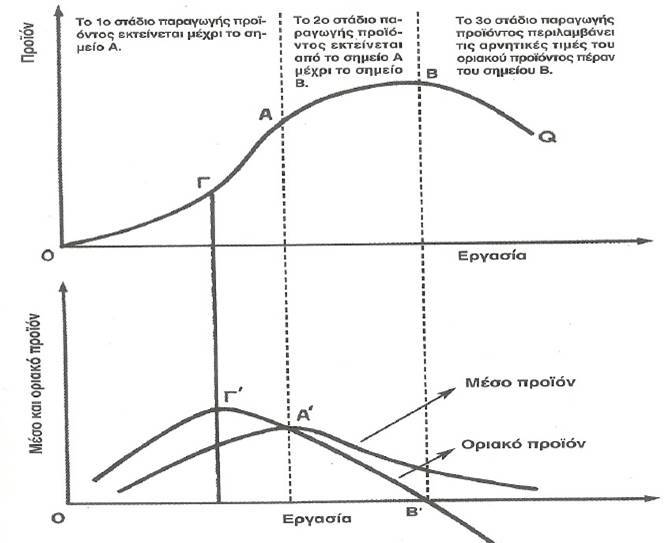 Προϊόν
Το 1ο στάδιο παραγωγής προϊ-
όντος εκτείνεται μέχρι το ση-
μείο Α.
Το 2ο στάδιο πα-
ραγωγής προϊό-
ντος εκτείνεται
από το σημείο Α
μέχρι το σημείο
Β.
Το 3ο στάδιο παραγωγής
προϊόντος περιλαμβάνει
τις αρνητικές τιμές του
οριακού προϊόντος πέραν
του σημείου Β.
Α
Β
Q
Γ
Ο
Εργασία
Μέσο και οριακό προϊόν
Γ′
Α′
Μέσο προϊόν
Οριακό προϊόν
Ο
Εργασία
Β′